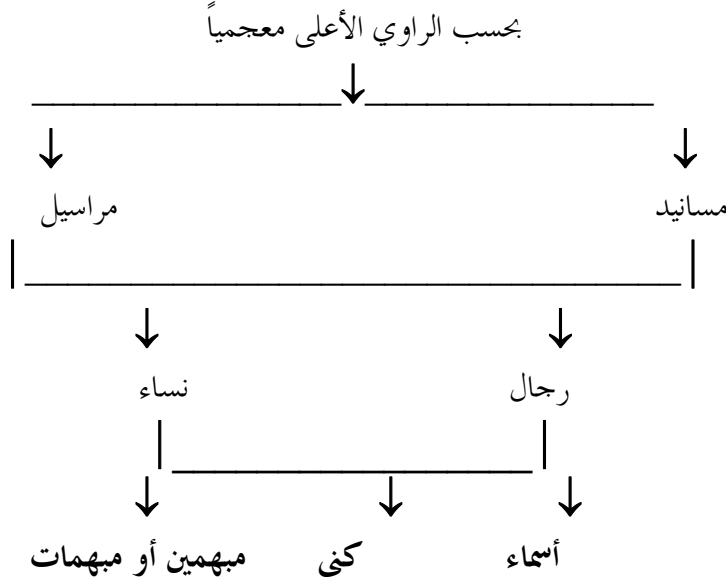 بحسب الراوي الأعلى معجمياً
مسانيد مراسيل
رجال نساء
أسماء كنى مبهمين أو مبهمات